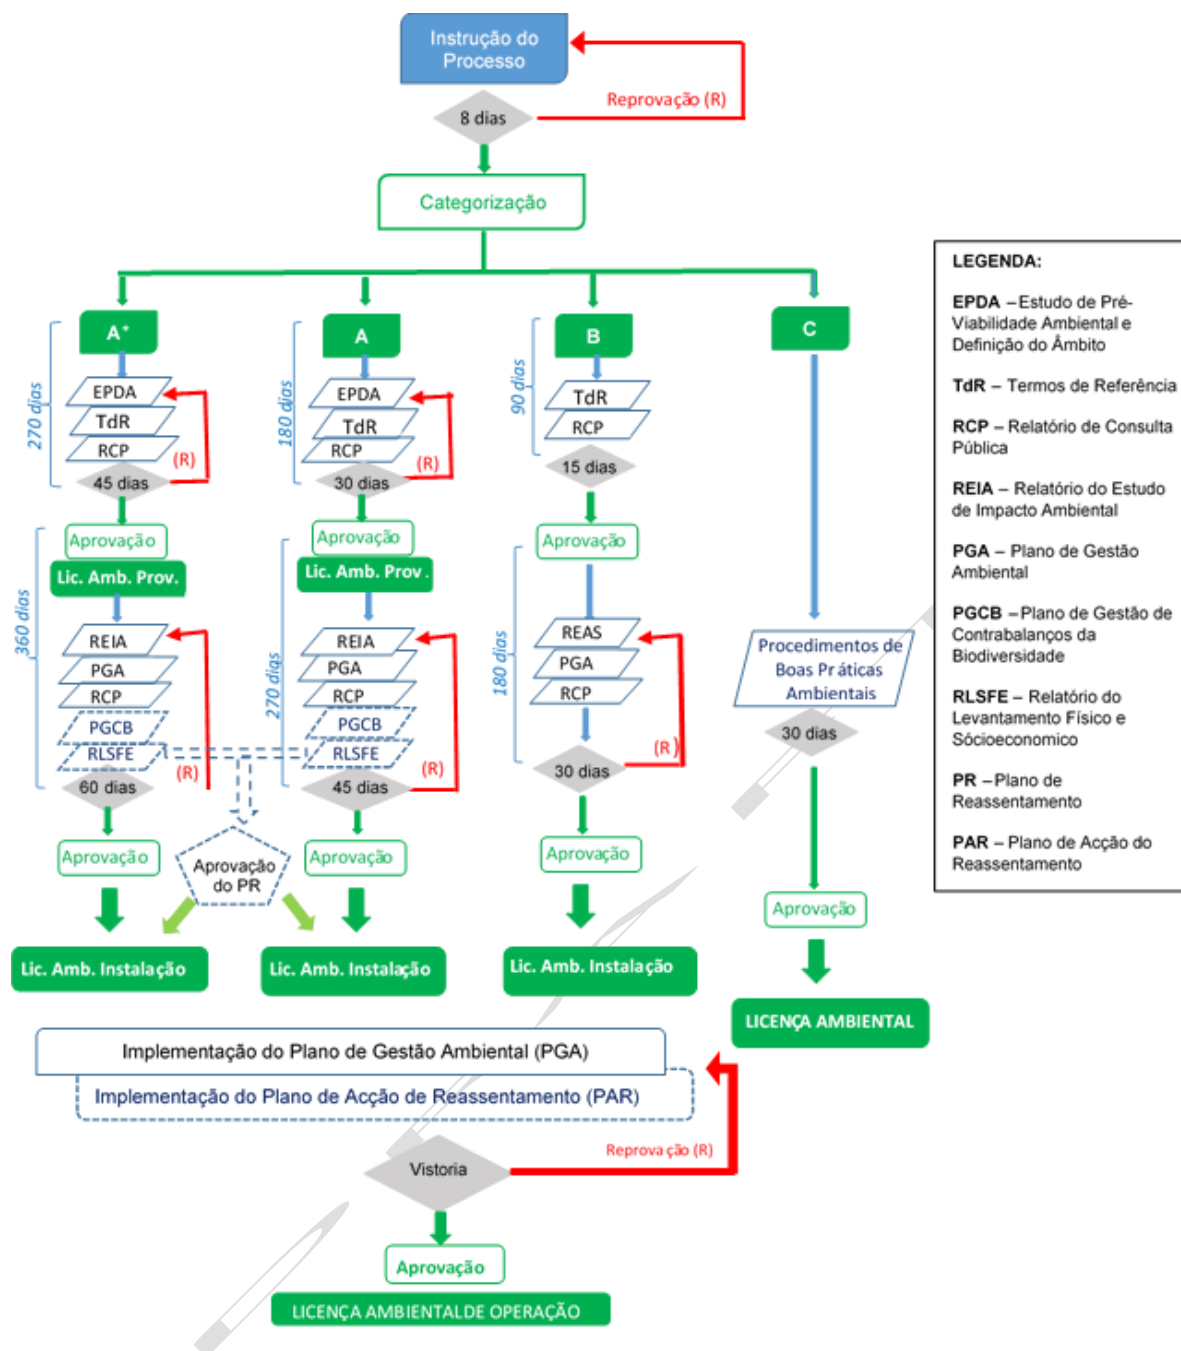 Instrução do
Processo
Reprovação (R)
8 dias
Categorização
A+
A
B
C
270 dias
EPDA
TdR
RCP
(R)
45 dias
180 dias
EPDA
TdR
RCP
(R)
30 dias
90 dias
TdR
RCP
15 dias
Aprovação
Lic. Amb. Prov.
Aprovação
Lic. Amb. Prov.
Aprovação
360 dias
REIA
PGA
RCP
PGCB
RLSFE
(R)
60 dias
270 dias
REIA
PGA
RCP
PGCB
RLSFE
(R)
45 dias
180 dias
REAS
PGA
RCP
(R)
30 dias
Procedimentos de
Boas Práticas
Ambientais
30 dias
Aprovação
Aprovação
do PR
Aprovação
Aprovação
Aprovação
Lic. Amb. Instalação
Lic. Amb. Instalação
Lic. Amb. Instalação
LICENÇA AMBIENTAL
Implementação do Plano de Gestão Ambiental (PGA)
Implementação do Plano de Acção de Reassentamento (PAR)
Reprovação (R)
Vistoria
Aprovação
LICENÇA AMBIENTAL DE OPERAÇÃO
LEGENDA:
EPDA – Estudo de Pré-
Viabilidade Ambiental e
Definição do Âmbito
TdR – Termos de Referência
RCP – Relatório de Consulta
Pública
REIA – Relatório do Estudo
de Impacto Ambiental
PGA – Plano de Gestão
Ambiental
PGCB – Plano de Gestão de
Contrabalanços da
Biodiversidade
RLSFE – Relatório do
Levantamento Físico e
Sócioeconomico
PR – Plano de
Reassentamento
PAR – Plano de Acção do
Reassentamento